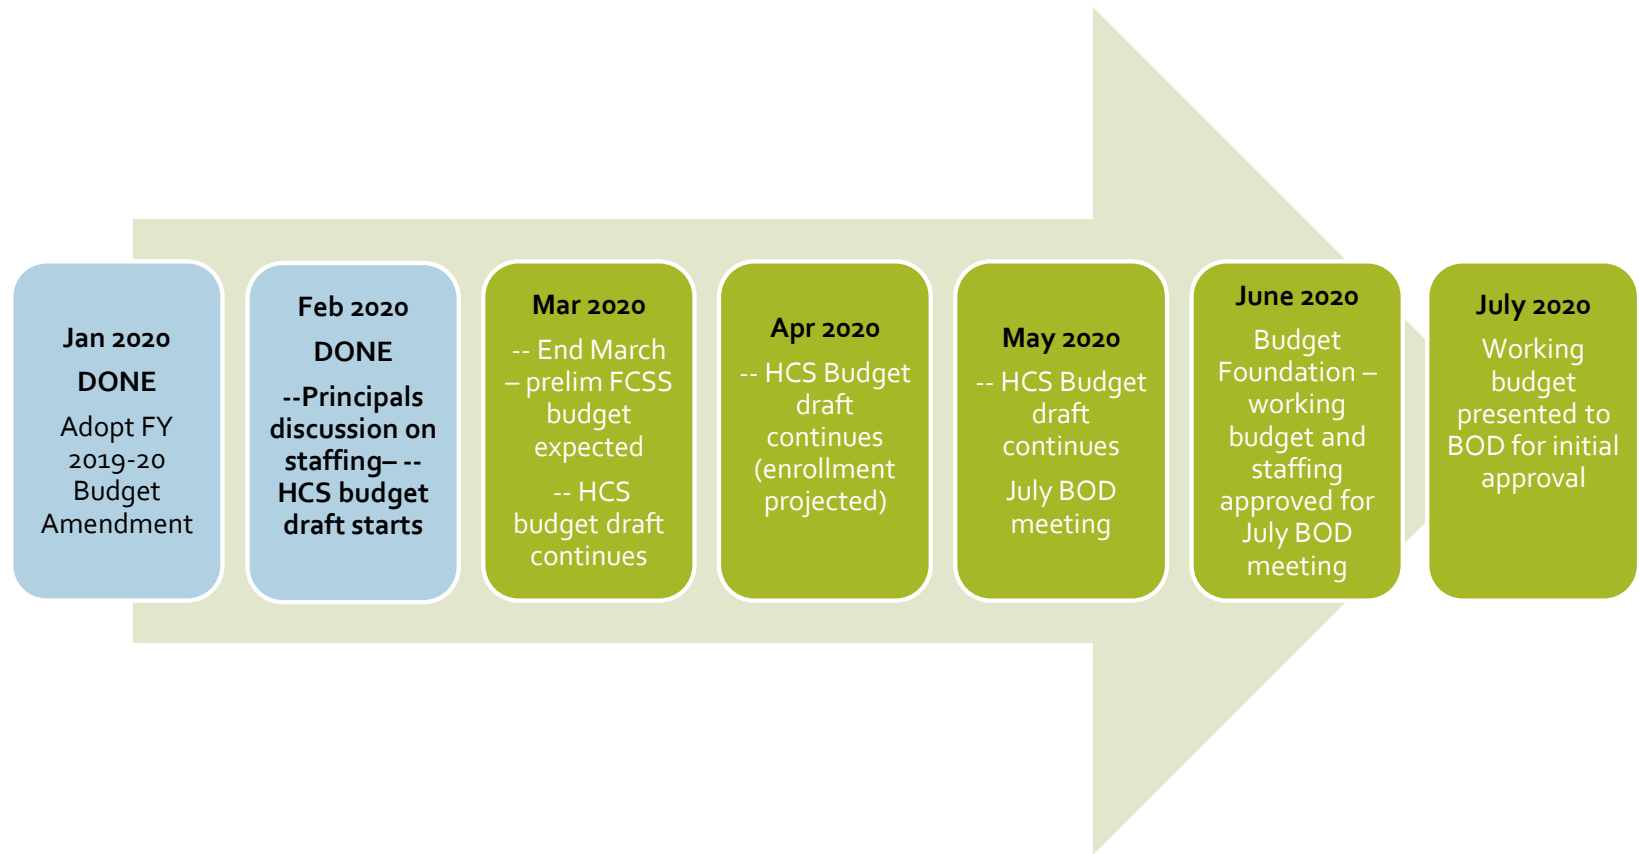 Jan 2020
DONE
Adopt FY
2019-20
Budget
Amendment
Feb 2020
DONE
--Principals
discussion on
staffing– --
HCS budget
draft starts
Mar 2020
-- End March
– prelim FCSS
budget
expected
-- HCS
budget draft
continues
Apr 2020
-- HCS Budget
draft
continues
(enrollment
projected)
May 2020
-- HCS Budget
draft
continues
July BOD
meeting
June 2020
Budget
Foundation –
working
budget and
staffing
approved for
July BOD
meeting
July 2020
Working
budget
presented to
BOD for initial
approval